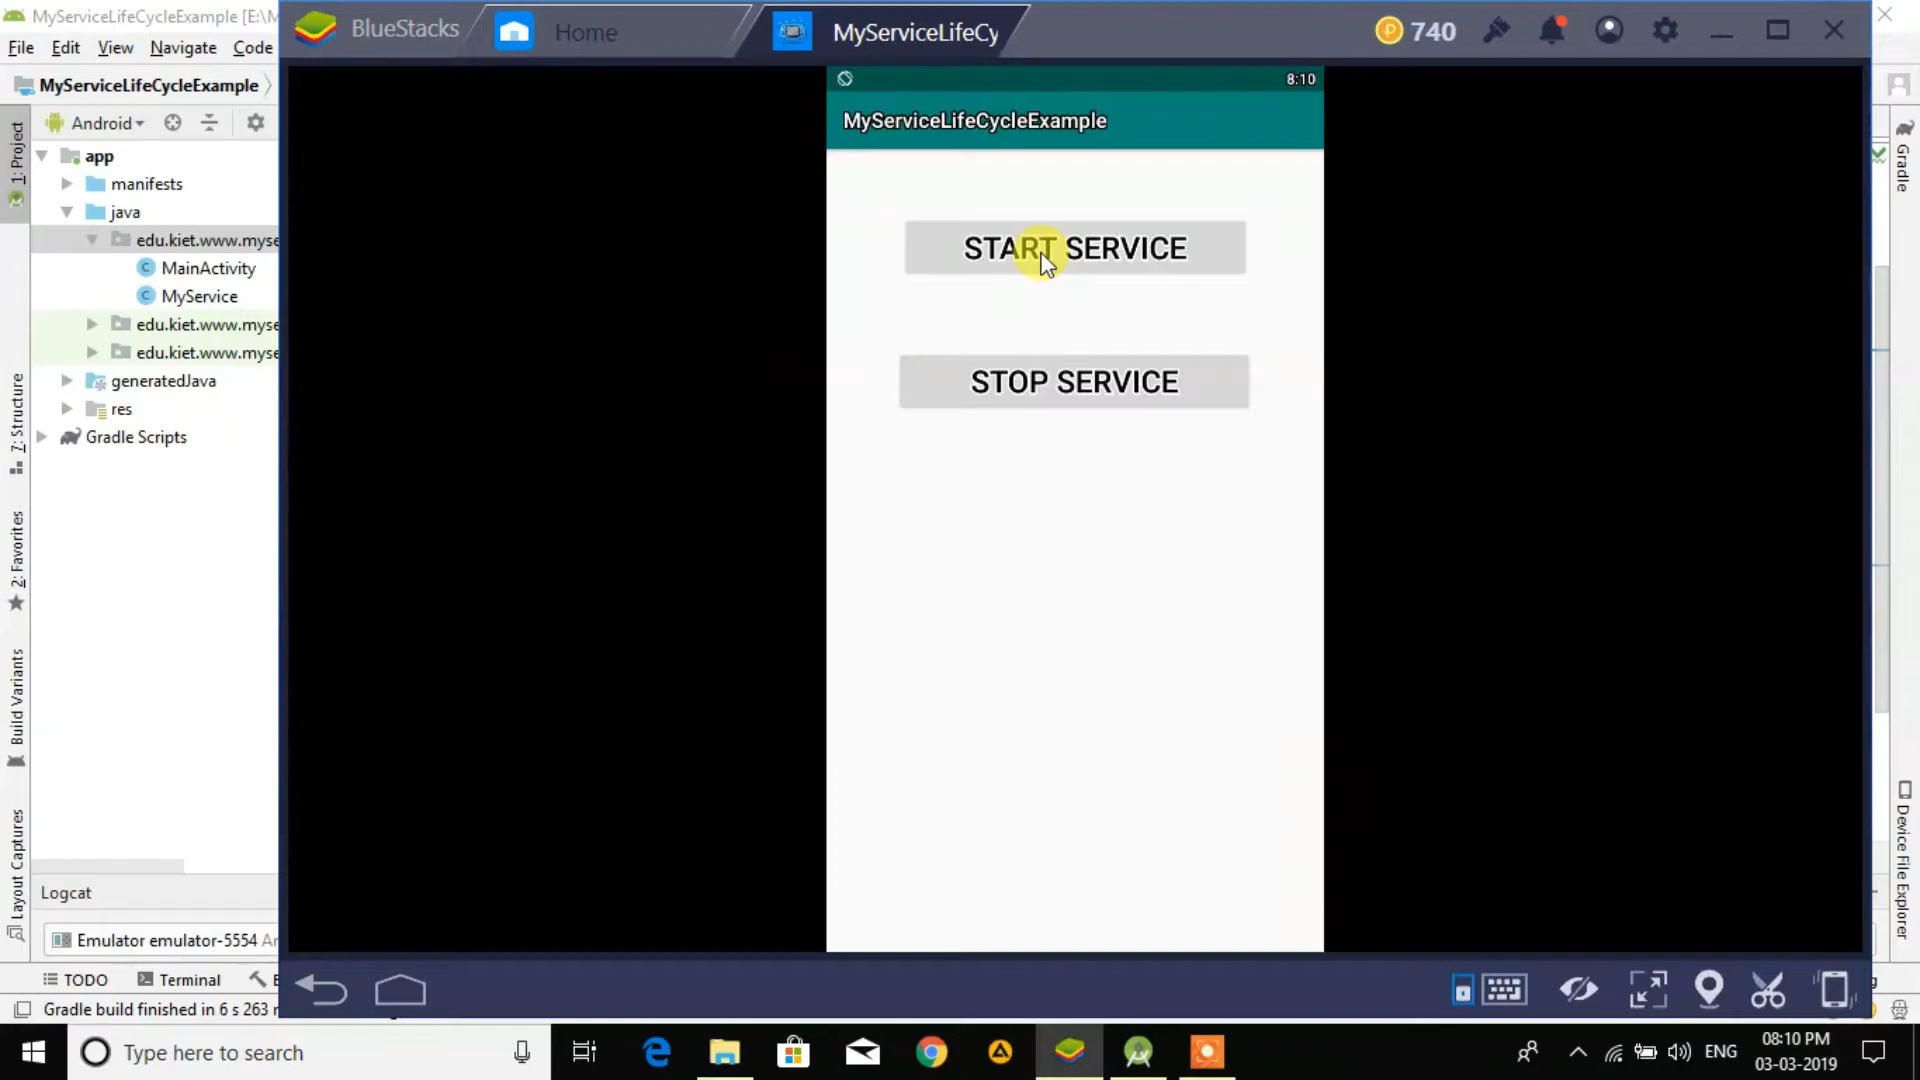 MyServiceLifeCycleExample [E:\M
BlueStacks
Home
MyServiceLifeCy
740
File Edit View Navigate Code
MyServiceLifeCycleExample
Android
1: Project
app
manifests
java
edu.kiet.www.myse
MainActivity
MyService
edu.kiet.www.myse
edu.kiet.www.myse
generatedJava
res
Gradle Scripts
7: Structure
2: Favorites
Build Variants
Layout Captures
8:10
MyServiceLifeCycleExample
START SERVICE
STOP SERVICE
Gradle
Device File Explorer
Logcat
Emulator emulator-5554
TODO Terminal
Gradle build finished in 6 s 263
Type here to search
ENG
08:10 PM
03-03-2019